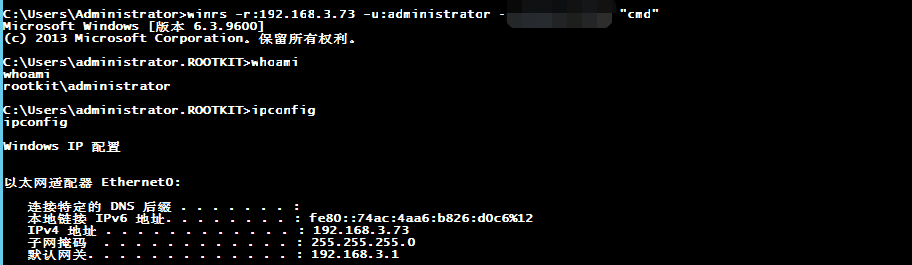 C:\Users\Administrator>winrs -r:192.168.3.73 -u:administrator - "cmd"
Microsoft Windows [版本 6.3.9600]
(c) 2013 Microsoft Corporation。保留所有权利。
C:\Users\administrator.ROOTKIT>whoami
whoami
rootkit\administrator
C:\Users\administrator.ROOTKIT>ipconfig
ipconfig
Windows IP 配置
以太网适配器 Ethernet0:
连接特定的 DNS 后缀 . . . . . . . :
本地链接 IPv6 地址. . . . . . . . : fe80::74ac:4aa6:b826:d0c6%12
IPv4 地址 . . . . . . . . . . . . : 192.168.3.73
子网掩码 . . . . . . . . . . . . : 255.255.255.0
默认网关. . . . . . . . . . . . . : 192.168.3.1